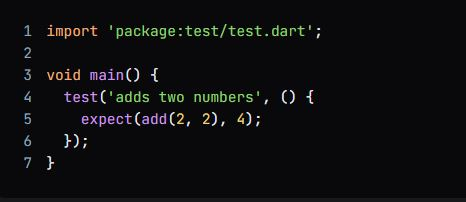 1 import 'package:test/test.dart';
2
3 void main() {
4   test('adds two numbers', () {
5     expect(add(2, 2), 4);
6   });
7 }